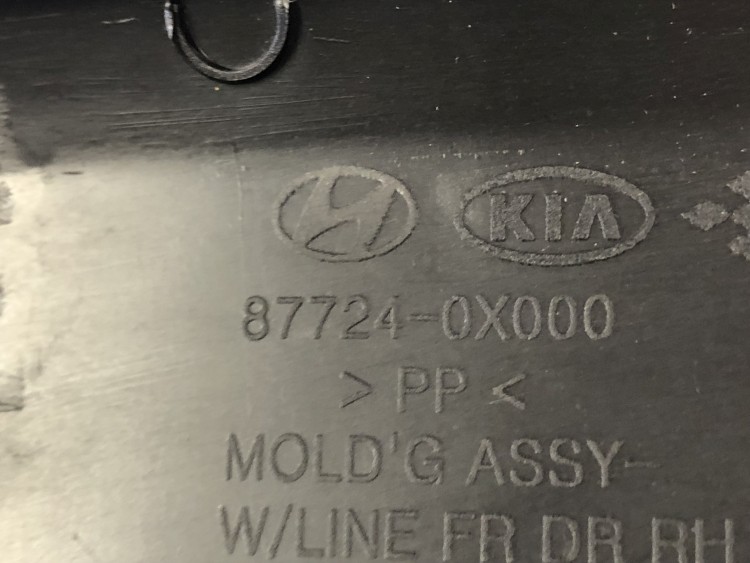 KIA
87724-0X000
> PP <
MOLD'G ASSY-
W/LINE FR DR RH